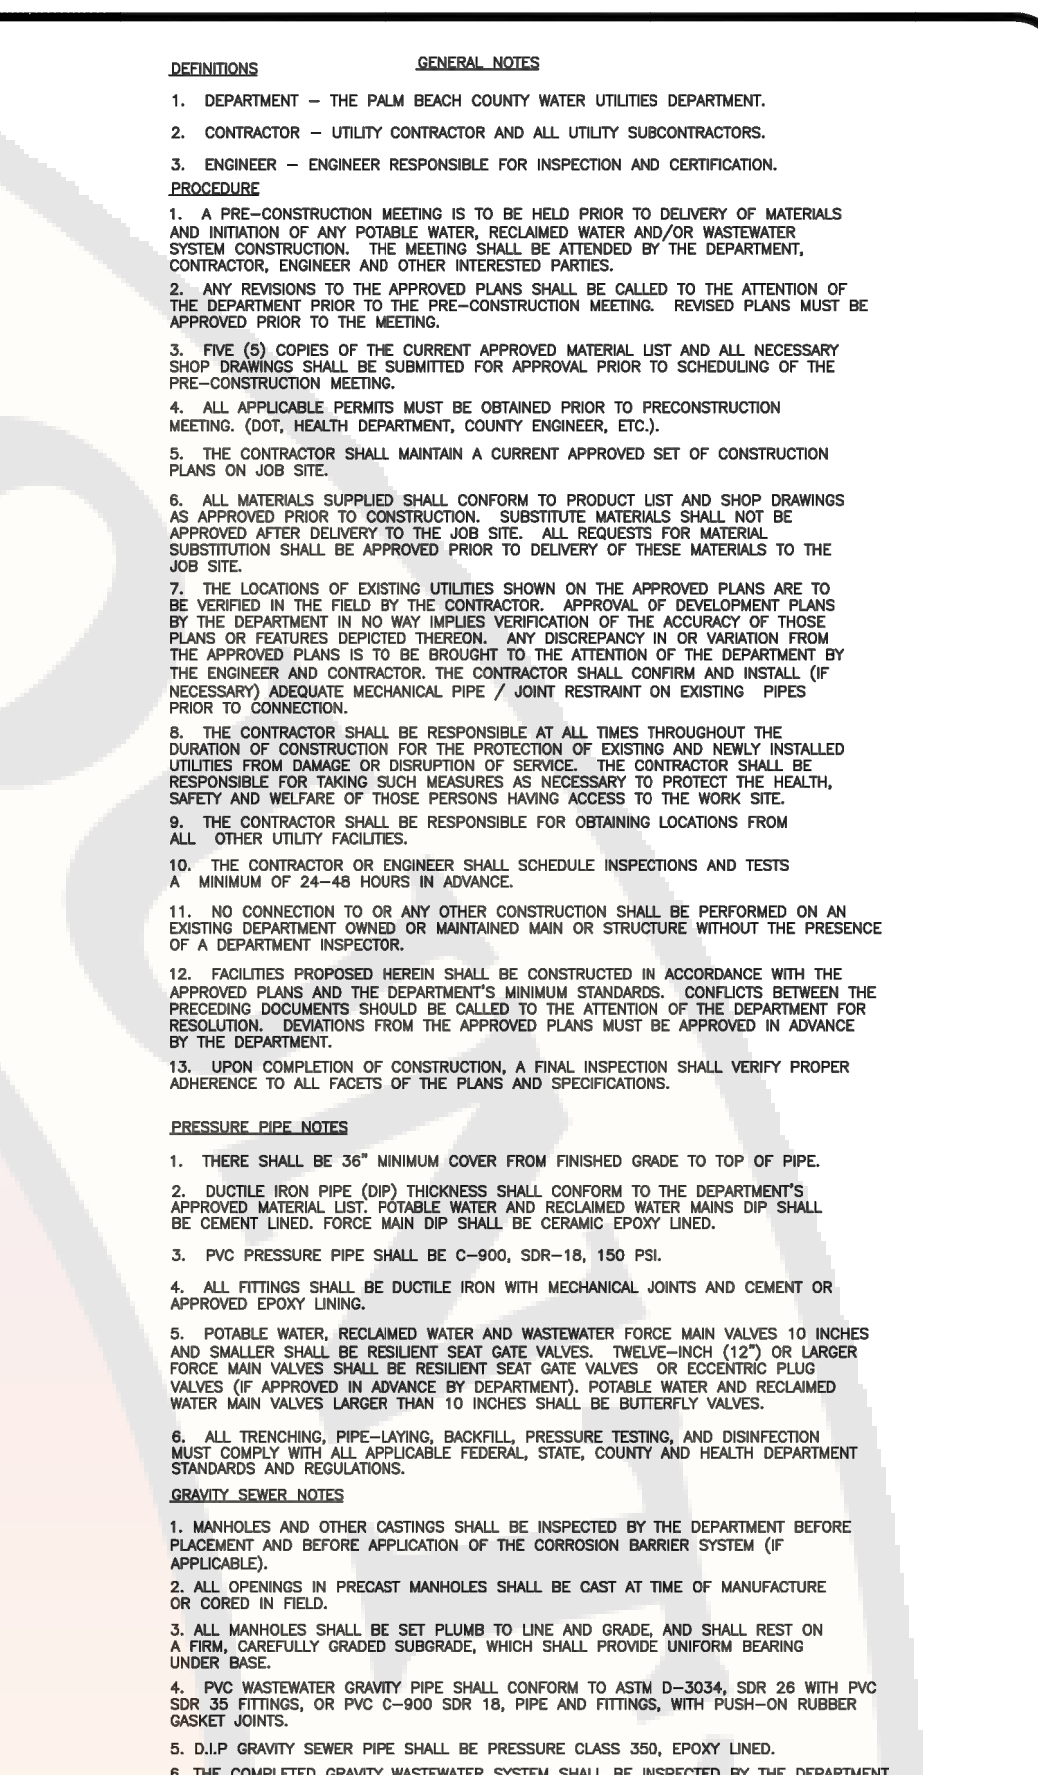 GENERAL NOTES
DEFINITIONS
1. DEPARTMENT – THE PALM BEACH COUNTY WATER UTILITIES DEPARTMENT.
2. CONTRACTOR – UTILITY CONTRACTOR AND ALL UTILITY SUBCONTRACTORS.
3. ENGINEER – ENGINEER RESPONSIBLE FOR INSPECTION AND CERTIFICATION.
PROCEDURE
1. A PRE–CONSTRUCTION MEETING IS TO BE HELD PRIOR TO DELIVERY OF MATERIALS
AND INITIATION OF ANY POTABLE WATER, RECLAIMED WATER AND/OR WASTEWATER
SYSTEM CONSTRUCTION. THE MEETING SHALL BE ATTENDED BY THE DEPARTMENT,
CONTRACTOR, ENGINEER AND OTHER INTERESTED PARTIES.
2. ANY REVISIONS TO THE APPROVED PLANS SHALL BE CALLED TO THE ATTENTION OF
THE DEPARTMENT PRIOR TO THE PRE–CONSTRUCTION MEETING. REVISED PLANS MUST BE
APPROVED PRIOR TO THE MEETING.
3. FIVE (5) COPIES OF THE CURRENT APPROVED MATERIAL LIST AND ALL NECESSARY
SHOP DRAWINGS SHALL BE SUBMITTED FOR APPROVAL PRIOR TO SCHEDULING OF THE
PRE–CONSTRUCTION MEETING.
4. ALL APPLICABLE PERMITS MUST BE OBTAINED PRIOR TO PRECONSTRUCTION
MEETING. (DOT, HEALTH DEPARTMENT, COUNTY ENGINEER, ETC.).
5. THE CONTRACTOR SHALL MAINTAIN A CURRENT APPROVED SET OF CONSTRUCTION
PLANS ON JOB SITE.
6. ALL MATERIALS SUPPLIED SHALL CONFORM TO PRODUCT LIST AND SHOP DRAWINGS
AS APPROVED PRIOR TO CONSTRUCTION. SUBSTITUTE MATERIALS SHALL NOT BE
APPROVED AFTER DELIVERY TO THE JOB SITE. ALL REQUESTS FOR MATERIAL
SUBSTITUTION SHALL BE APPROVED PRIOR TO DELIVERY OF THESE MATERIALS TO THE
JOB SITE.
7. THE LOCATIONS OF EXISTING UTILITIES SHOWN ON THE APPROVED PLANS ARE TO
BE VERIFIED IN THE FIELD BY THE CONTRACTOR. APPROVAL OF DEVELOPMENT PLANS
BY THE DEPARTMENT IN NO WAY IMPLIES VERIFICATION OF THE ACCURACY OF THOSE
PLANS OR FEATURES DEPICTED THEREON. ANY DISCREPANCY IN OR VARIATION FROM
THE APPROVED PLANS IS TO BE BROUGHT TO THE ATTENTION OF THE DEPARTMENT BY
THE ENGINEER AND CONTRACTOR. THE CONTRACTOR SHALL CONFIRM AND INSTALL (IF
NECESSARY) ADEQUATE MECHANICAL PIPE / JOINT RESTRAINT ON EXISTING PIPES
PRIOR TO CONNECTION.
8. THE CONTRACTOR SHALL BE RESPONSIBLE AT ALL TIMES THROUGHOUT THE
DURATION OF CONSTRUCTION FOR THE PROTECTION OF EXISTING AND NEWLY INSTALLED
UTILITIES FROM DAMAGE OR DISRUPTION OF SERVICE. THE CONTRACTOR SHALL BE
RESPONSIBLE FOR TAKING SUCH MEASURES AS NECESSARY TO PROTECT THE HEALTH,
SAFETY AND WELFARE OF THOSE PERSONS HAVING ACCESS TO THE WORK SITE.
9. THE CONTRACTOR SHALL BE RESPONSIBLE FOR OBTAINING LOCATIONS FROM
ALL OTHER UTILITY FACILITIES.
10. THE CONTRACTOR OR ENGINEER SHALL SCHEDULE INSPECTIONS AND TESTS
A MINIMUM OF 24–48 HOURS IN ADVANCE.
11. NO CONNECTION TO OR ANY OTHER CONSTRUCTION SHALL BE PERFORMED ON AN
EXISTING DEPARTMENT OWNED OR MAINTAINED MAIN OR STRUCTURE WITHOUT THE PRESENCE
OF A DEPARTMENT INSPECTOR.
12. FACILITIES PROPOSED HEREIN SHALL BE CONSTRUCTED IN ACCORDANCE WITH THE
APPROVED PLANS AND THE DEPARTMENT'S MINIMUM STANDARDS. CONFLICTS BETWEEN THE
PRECEDING DOCUMENTS SHOULD BE CALLED TO THE ATTENTION OF THE DEPARTMENT FOR
RESOLUTION. DEVIATIONS FROM THE APPROVED PLANS MUST BE APPROVED IN ADVANCE
BY THE DEPARTMENT.
13. UPON COMPLETION OF CONSTRUCTION, A FINAL INSPECTION SHALL VERIFY PROPER
ADHERENCE TO ALL FACETS OF THE PLANS AND SPECIFICATIONS.
PRESSURE PIPE NOTES
1. THERE SHALL BE 36" MINIMUM COVER FROM FINISHED GRADE TO TOP OF PIPE.
2. DUCTILE IRON PIPE (DIP) THICKNESS SHALL CONFORM TO THE DEPARTMENT'S
APPROVED MATERIAL LIST. POTABLE WATER AND RECLAIMED WATER MAINS DIP SHALL
BE CEMENT LINED. FORCE MAIN DIP SHALL BE CERAMIC EPOXY LINED.
3. PVC PRESSURE PIPE SHALL BE C–900, SDR–18, 150 PSI.
4. ALL FITTINGS SHALL BE DUCTILE IRON WITH MECHANICAL JOINTS AND CEMENT OR
APPROVED EPOXY LINING.
5. POTABLE WATER, RECLAIMED WATER AND WASTEWATER FORCE MAIN VALVES 10 INCHES
AND SMALLER SHALL BE RESILIENT SEAT GATE VALVES. TWELVE–INCH (12") OR LARGER
FORCE MAIN VALVES SHALL BE RESILIENT SEAT GATE VALVES OR ECCENTRIC PLUG
VALVES (IF APPROVED IN ADVANCE BY DEPARTMENT). POTABLE WATER AND RECLAIMED
WATER MAIN VALVES LARGER THAN 10 INCHES SHALL BE BUTTERFLY VALVES.
6. ALL TRENCHING, PIPE–LAYING, BACKFILL, PRESSURE TESTING, AND DISINFECTION
MUST COMPLY WITH ALL APPLICABLE FEDERAL, STATE, COUNTY AND HEALTH DEPARTMENT
STANDARDS AND REGULATIONS.
GRAVITY SEWER NOTES
1. MANHOLES AND OTHER CASTINGS SHALL BE INSPECTED BY THE DEPARTMENT BEFORE
PLACEMENT AND BEFORE APPLICATION OF THE CORROSION BARRIER SYSTEM (IF
APPLICABLE).
2. ALL OPENINGS IN PRECAST MANHOLES SHALL BE CAST AT TIME OF MANUFACTURE
OR CORED IN FIELD.
3. ALL MANHOLES SHALL BE SET PLUMB TO LINE AND GRADE, AND SHALL REST ON
A FIRM, CAREFULLY GRADED SUBGRADE, WHICH SHALL PROVIDE UNIFORM BEARING
UNDER BASE.
4. PVC WASTEWATER GRAVITY PIPE SHALL CONFORM TO ASTM D–3034, SDR 26 WITH PVC
SDR 35 FITTINGS, OR PVC C–900 SDR 18, PIPE AND FITTINGS, WITH PUSH–ON RUBBER
GASKET JOINTS.
5. D.I.P GRAVITY SEWER PIPE SHALL BE PRESSURE CLASS 350, EPOXY LINED.
6. THE COMPLETED GRAVITY WASTEWATER SYSTEM SHALL BE INSPECTED BY THE DEPARTMENT